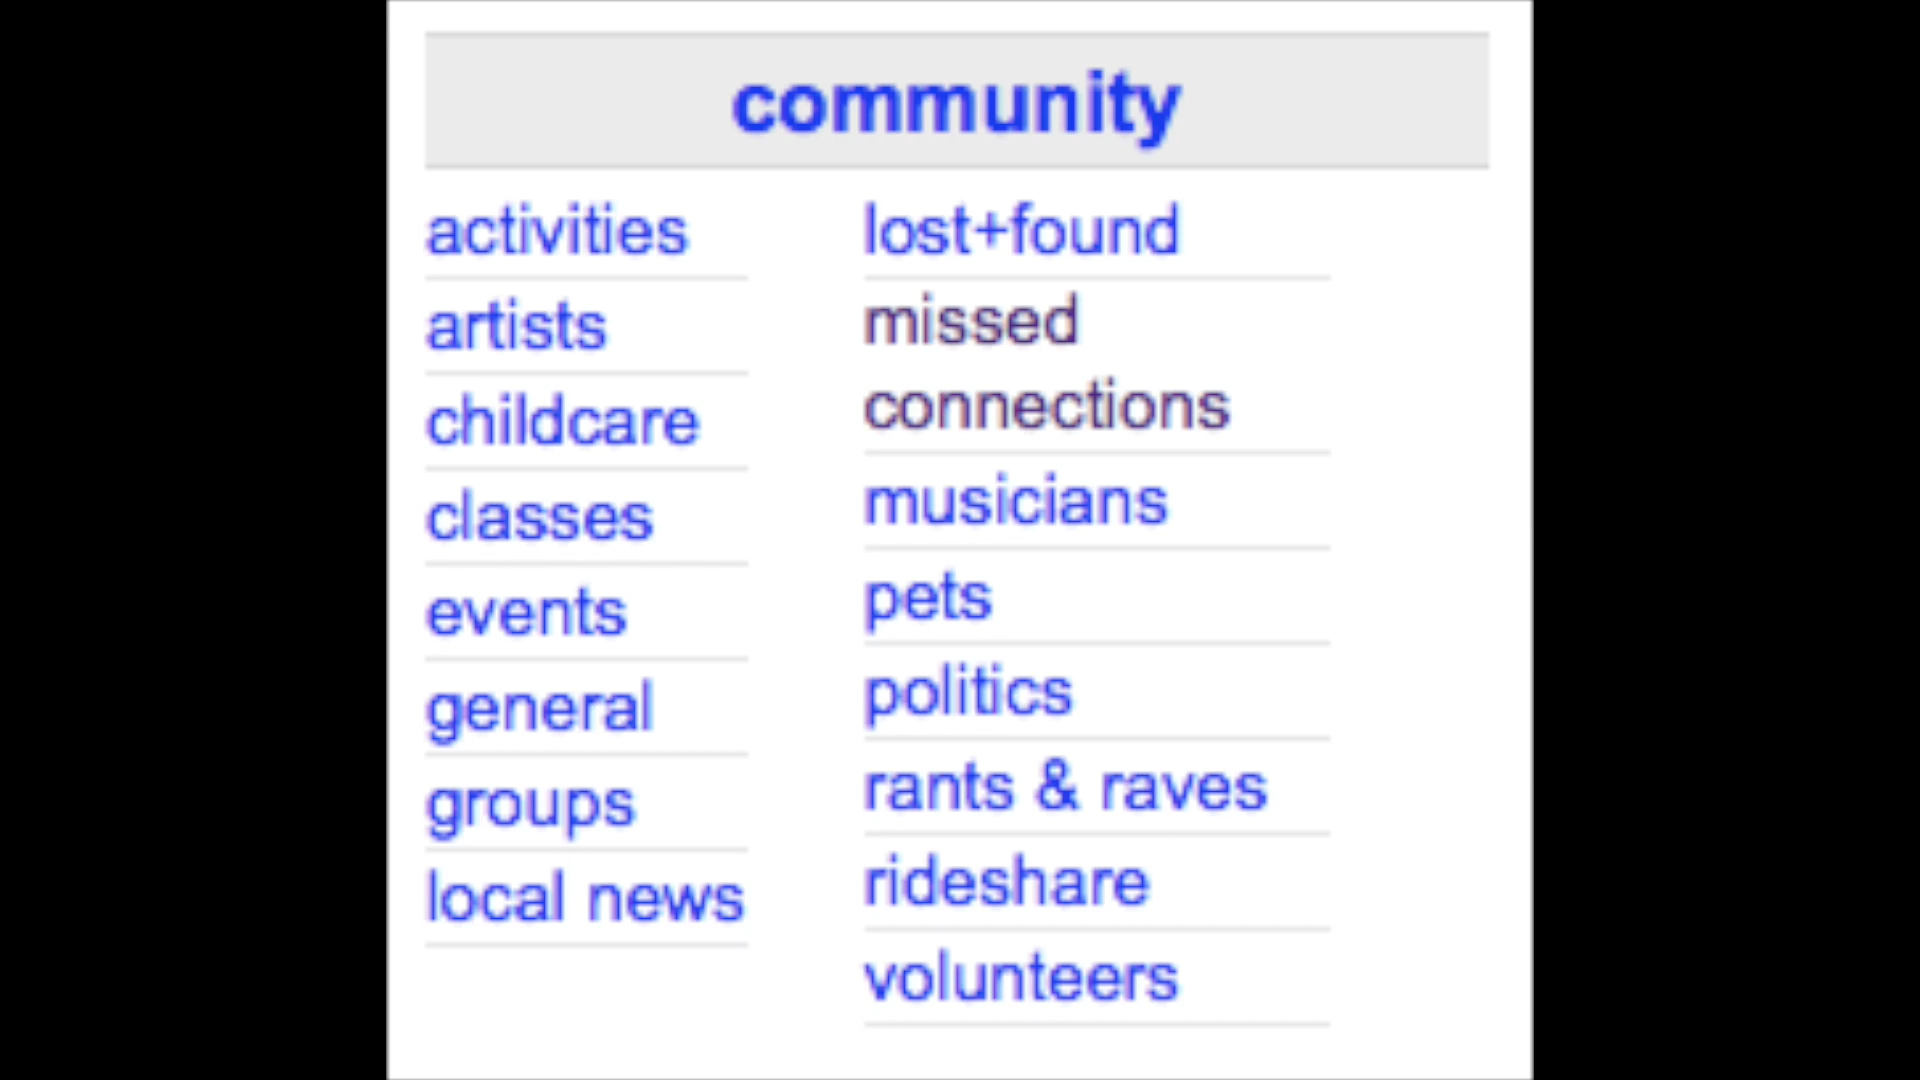 community
activities
artists
childcare
classes
events
general
groups
local news
lost+found
missed
connections
musicians
pets
politics
rants & raves
rideshare
volunteers